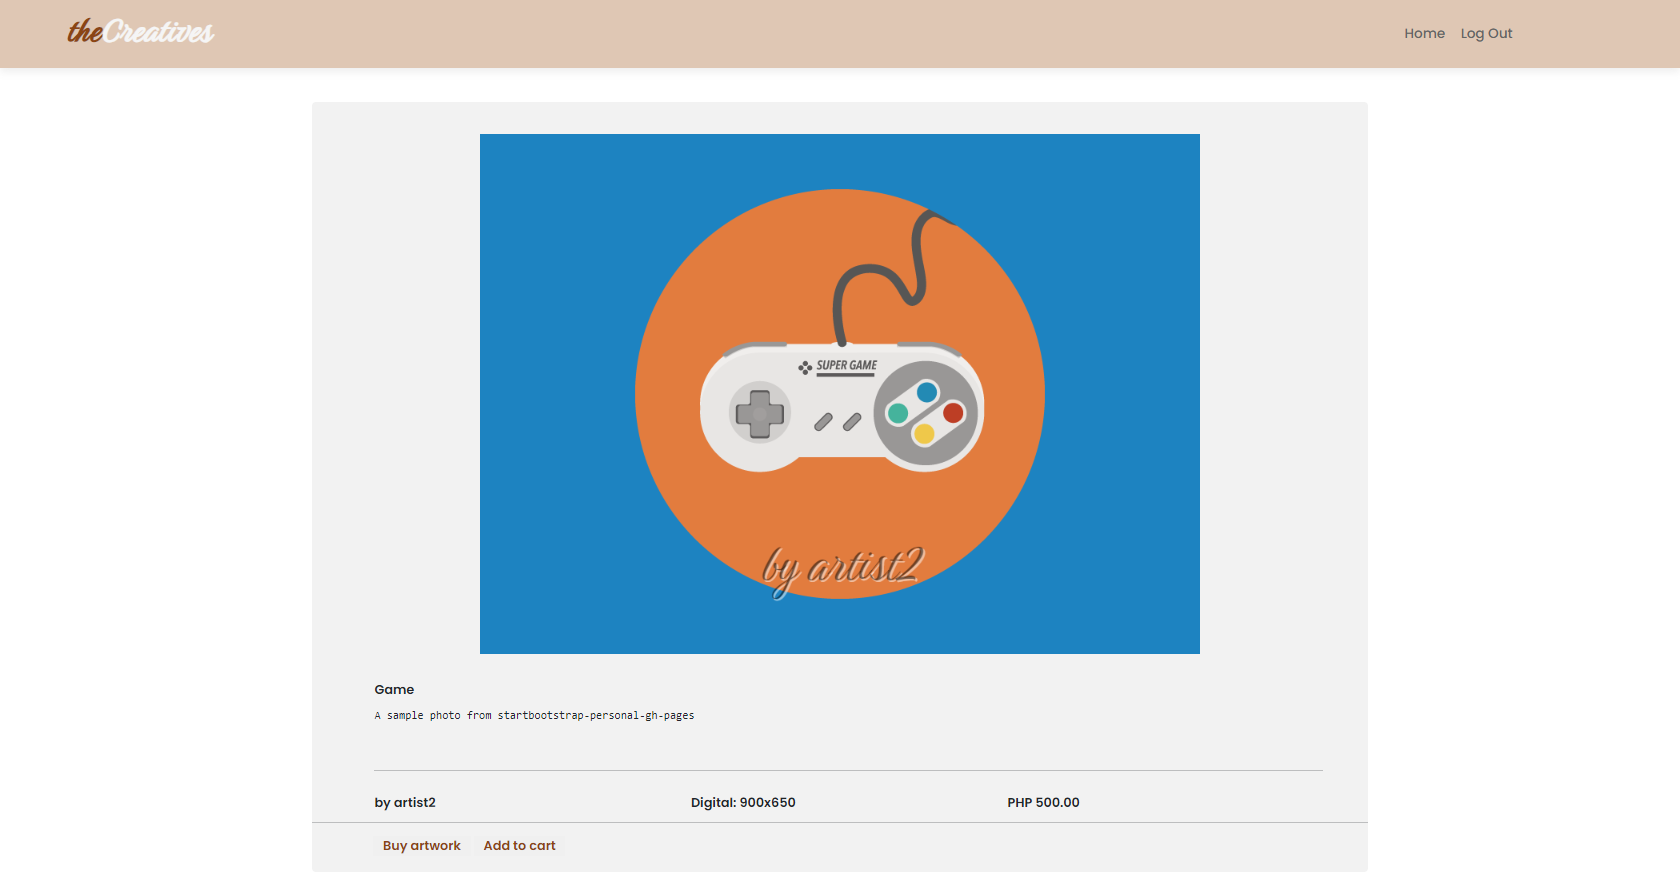 theCreatives
Home Log Out
SUPER GAME
by artist2
Game
A sample photo from startbootstrap-personal-gh-pages
by artist2 Digital: 900x650 PHP 500.00
Buy artwork Add to cart